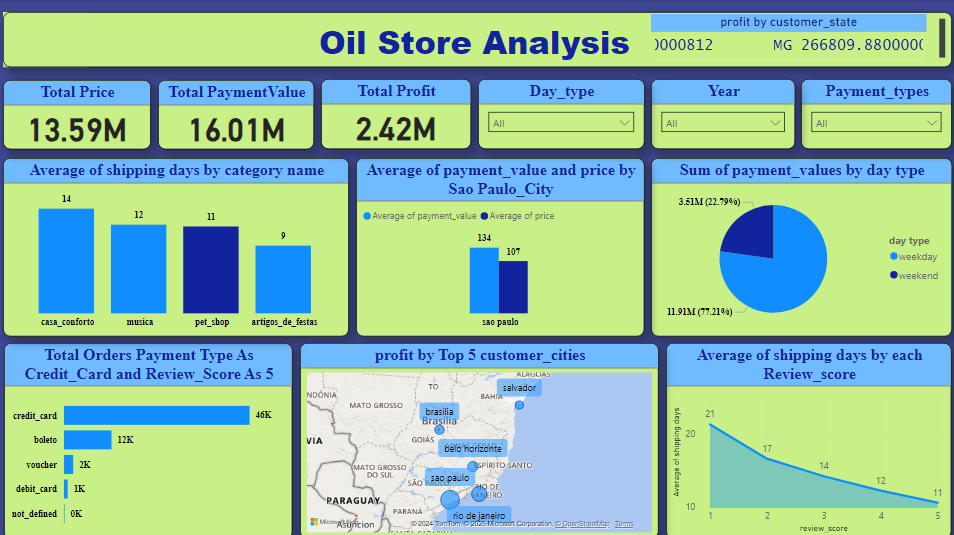 Oil Store Analysis
profit by customer_state
MG 266809.880000
Total Price
13.59M
Total PaymentValue
16.01M
Total Profit
2.42M
Day_type
All
Year
All
Payment_types
All
Average of shipping days by category name
14
12
11
9
casa_conforto
musica
pet_shop
artigos_de_festas
Average of payment_value and price by
Sao Paulo_City
Average of payment_value
Average of price
134
107
sao paulo
Sum of payment_values by day type
3.51M (22.79%)
11.91M (77.21%)
day type
weekday
weekend
Total Orders Payment Type As
Credit_Card and Review_Score As 5
credit_card 46K
boleto 12K
voucher 2K
debit_card 1K
not_defined 0K
profit by Top 5 customer_cities
ALAGOAS
TO
salvador
BAHIA
MATO GROSSO
brasilia
Brasília
GOIÁS
belo horizonte
ESPÍRITO SANTO
MATO GROSSO
DO SUL
sao paulo
RIO DE
JANEIRO
PARAGUAY
PARANÁ
rio de janeiro
Asuncion
© 2024 TomTom, © 2025 Microsoft Corporation, © OpenStreetMap Terms
Average of shipping days by each
Review_score
Average of shipping days
20
10
21
17
14
12
11
1
2
3
4
5
review_score